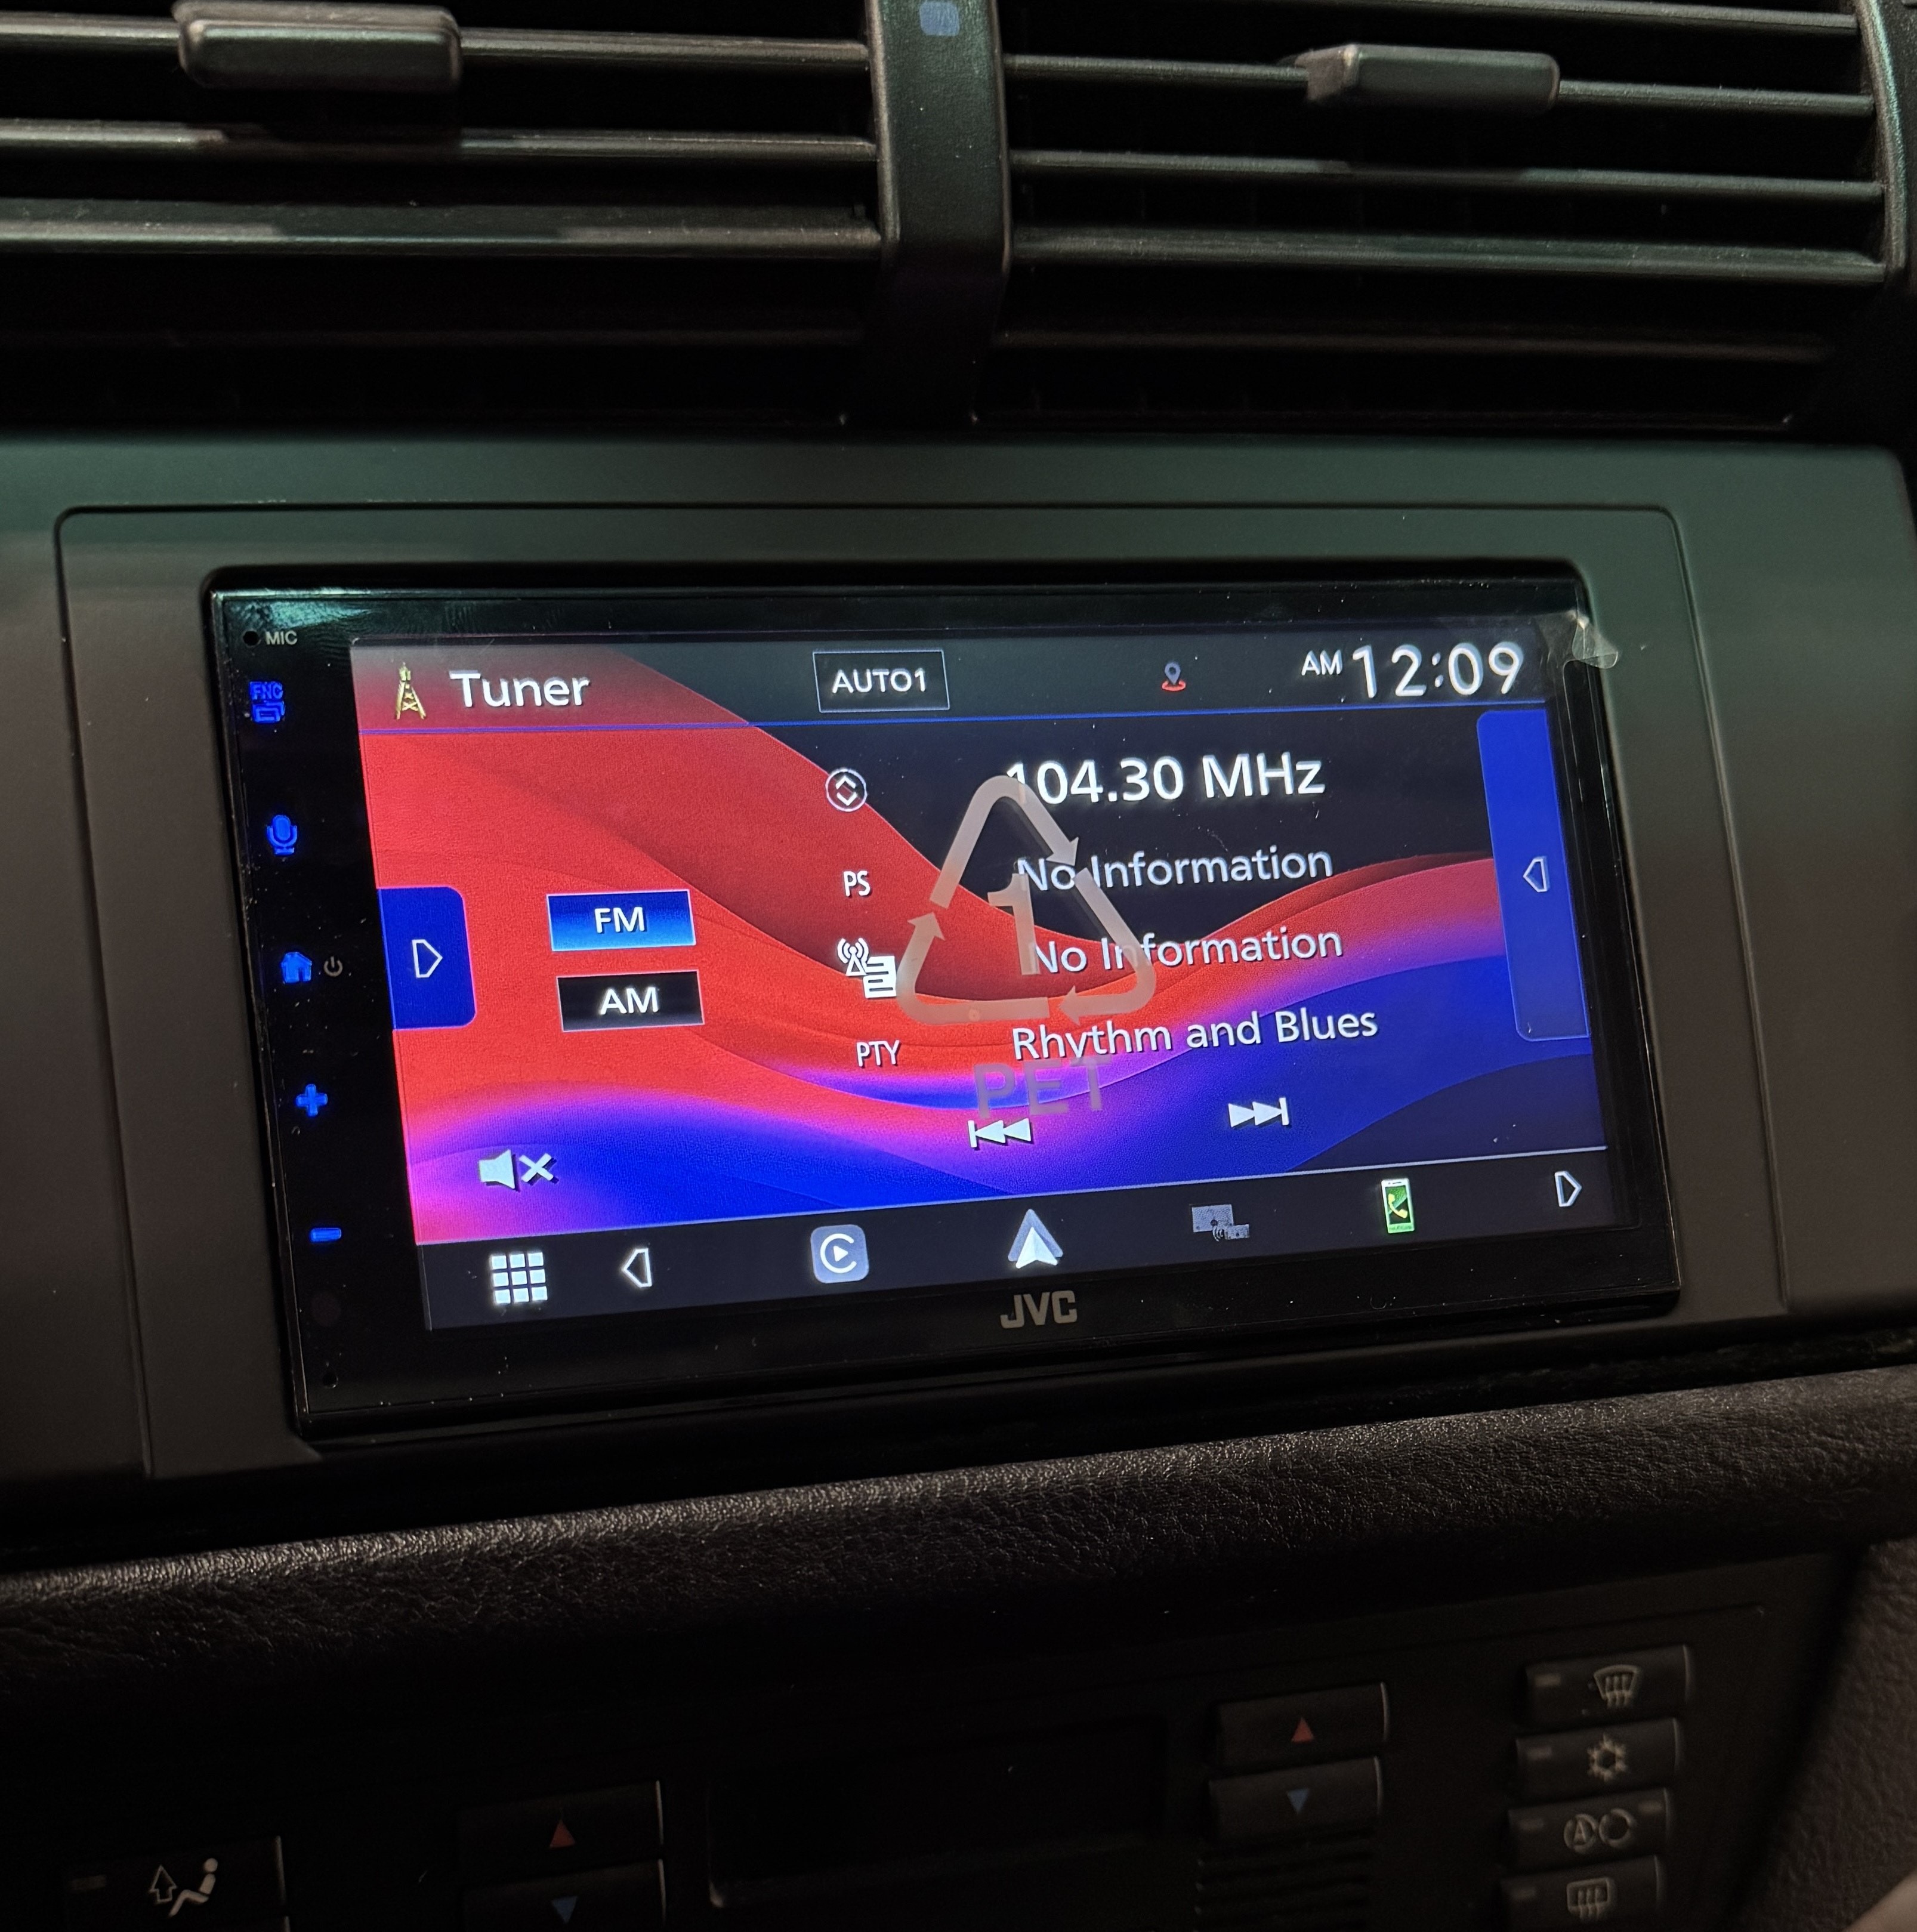 MIC
FNC
Tuner
AUTO1
AM 12:09
104.30 MHz
PS
No Information
FM
No Information
AM
PTY
Rhythm and Blues
1
PET
JVC
A